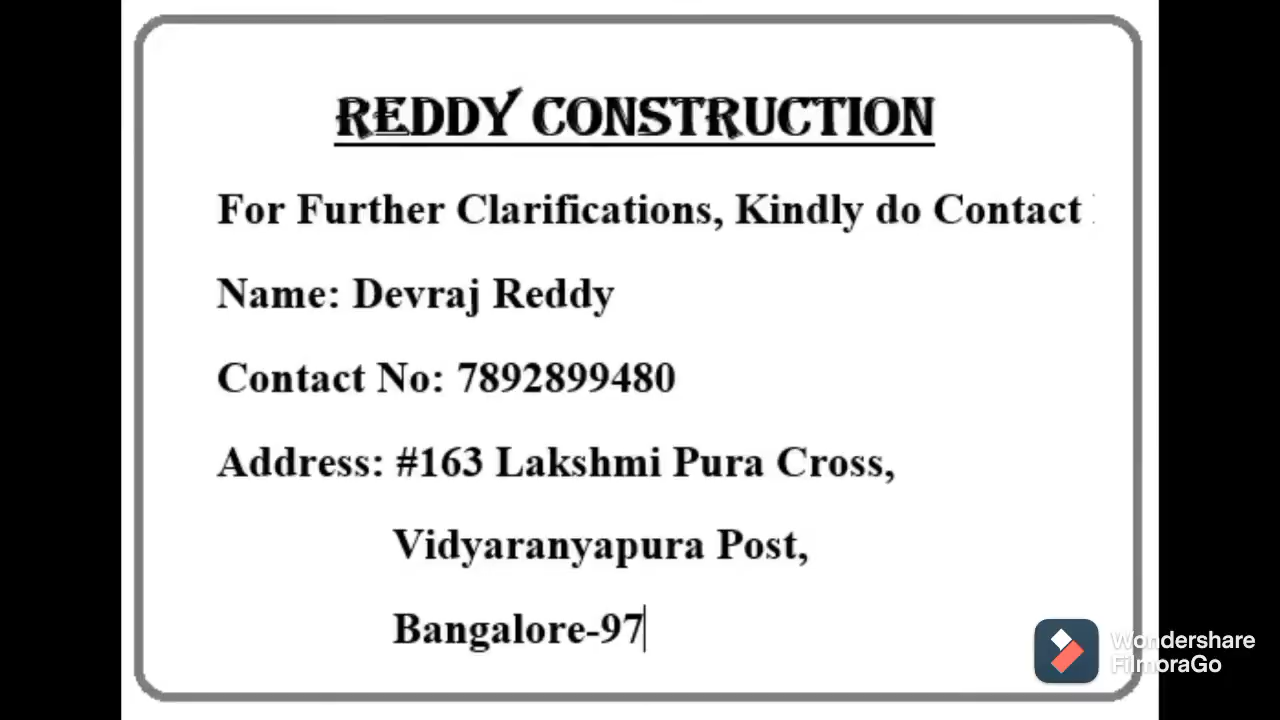 REDDY CONSTRUCTION
For Further Clarifications, Kindly do Contact
Name: Devraj Reddy
Contact No: 7892899480
Address: #163 Lakshmi Pura Cross,
Vidyaranyapura Post,
Bangalore-97
Wondershare
FilmoraGo